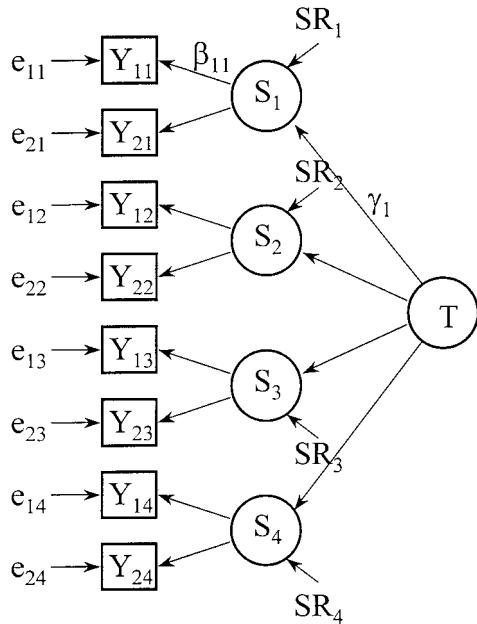 SR₁
e₁₁ Y₁₁ β₁₁ S₁
e₂₁ Y₂₁
SR₂
e₁₂ Y₁₂ γ₁
S₂
e₂₂ Y₂₂
T
e₁₃ Y₁₃
S₃
e₂₃ Y₂₃
SR₃
e₁₄ Y₁₄
S₄
e₂₄ Y₂₄
SR₄